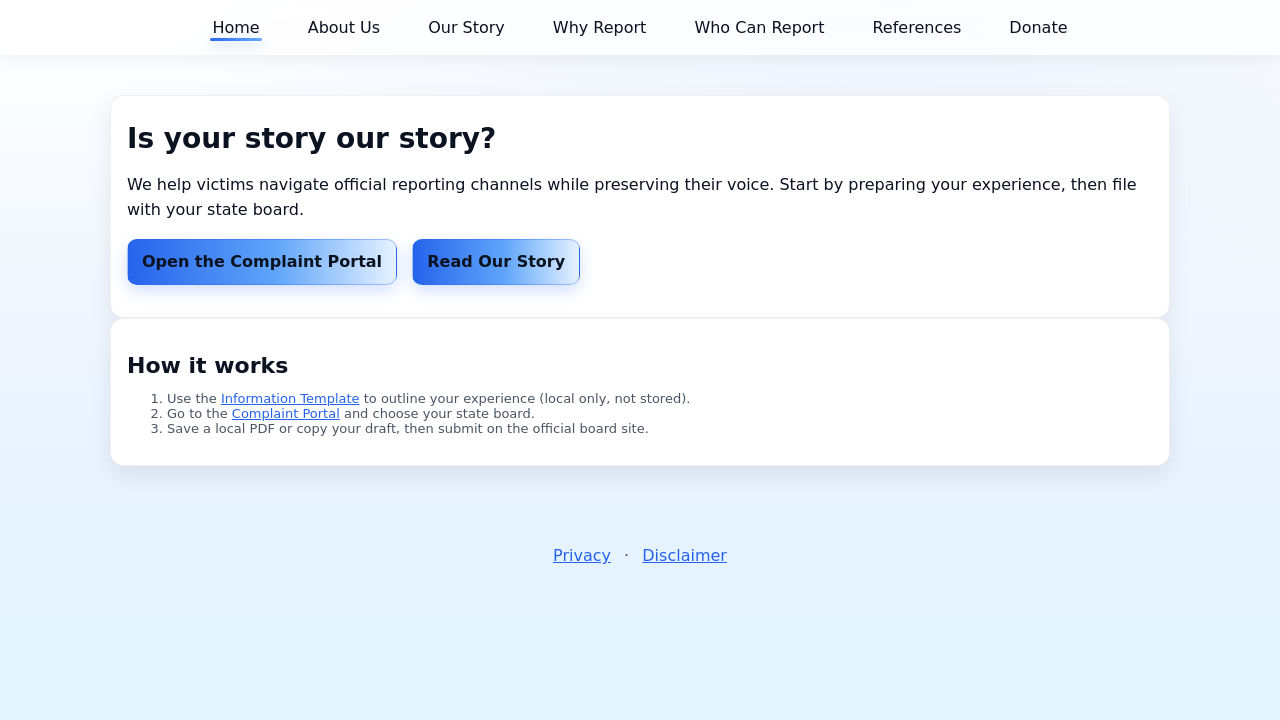 Home About Us Our Story Why Report Who Can Report References Donate
Is your story our story?
We help victims navigate official reporting channels while preserving their voice. Start by preparing your experience, then file
with your state board.
Open the Complaint Portal Read Our Story
How it works
1. Use the Information Template to outline your experience (local only, not stored).
2. Go to the Complaint Portal and choose your state board.
3. Save a local PDF or copy your draft, then submit on the official board site.
Privacy · Disclaimer